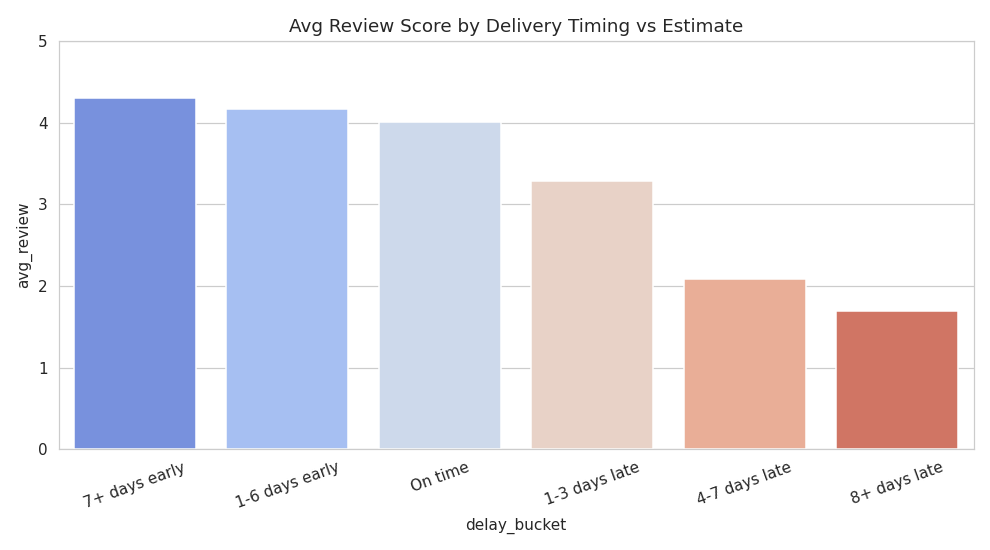 Avg Review Score by Delivery Timing vs Estimate
5
4
3
2
1
0
avg_review
7+ days early
1-6 days early
On time
1-3 days late
4-7 days late
8+ days late
delay_bucket